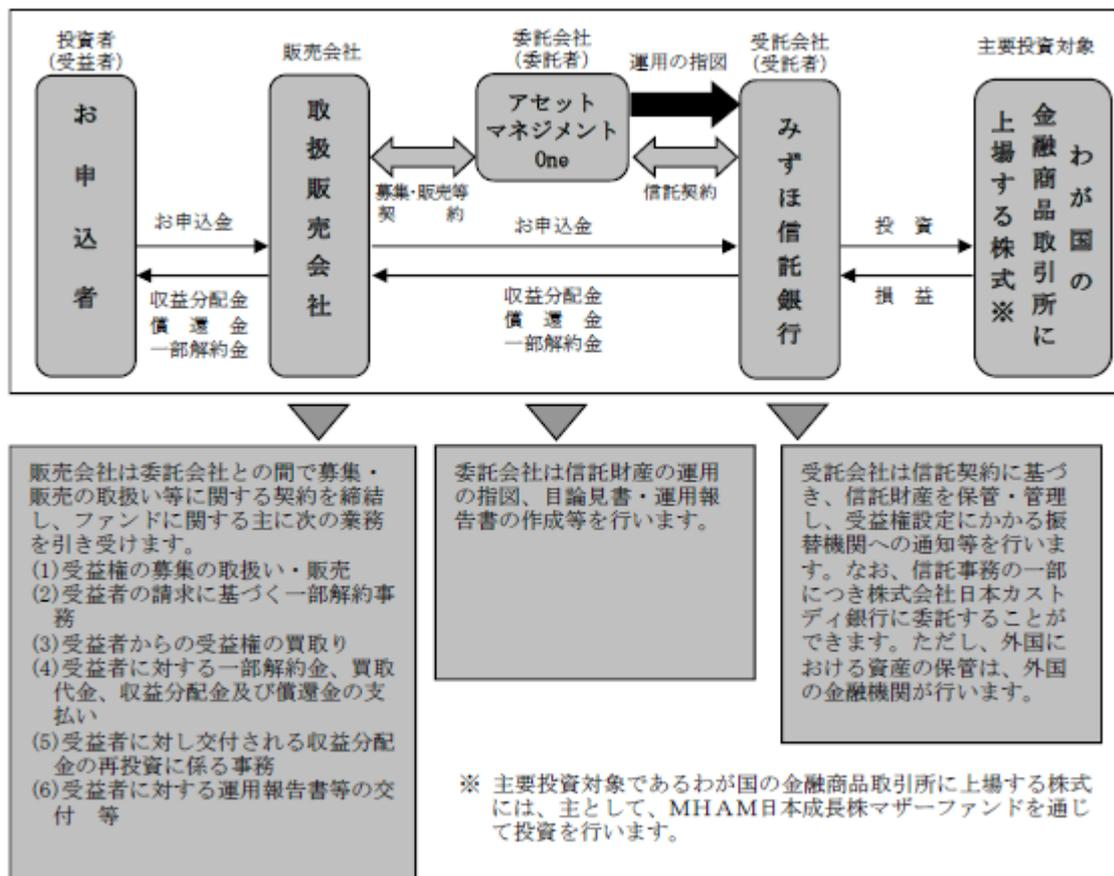 投資者
(受益者)
お申込者
販売会社
取扱販売会社
委託会社
(委託者)
アセット
マネジメント
One
運用の指図
受託会社
(受託者)
みずほ信託銀行
主要投資対象
わが国の
金融商品取引所に
上場する株式※
募集・販売等
契　　約
信託契約
お申込金
収益分配金
償　還　金
一部解約金
お申込金
収益分配金
償　還　金
一部解約金
投　資
損　益
販売会社は委託会社との間で募集・
販売の取扱い等に関する契約を締結
し、ファンドに関する主に次の業務
を引き受けます。
(1)受益権の募集の取扱い・販売
(2)受益者の請求に基づく一部解約事
務
(3)受益者からの受益権の買取り
(4)受益者に対する一部解約金、買取
代金、収益分配金及び償還金の支
払い
(5)受益者に対し交付される収益分配
金の再投資に係る事務
(6)受益者に対する運用報告書等の交
付　等
委託会社は信託財産の運用
の指図、目論見書・運用報
告書の作成等を行います。
受託会社は信託契約に基づ
き、信託財産を保管・管理
し、受益権設定にかかる振
替機関への通知等を行いま
す。なお、信託事務の一部
につき株式会社日本カスト
ディ銀行に委託することが
できます。ただし、外国に
おける資産の保管は、外国
の金融機関が行います。
※ 主要投資対象であるわが国の金融商品取引所に上場する株式
には、主として、MHAM日本成長株マザーファンドを通じ
て投資を行います。